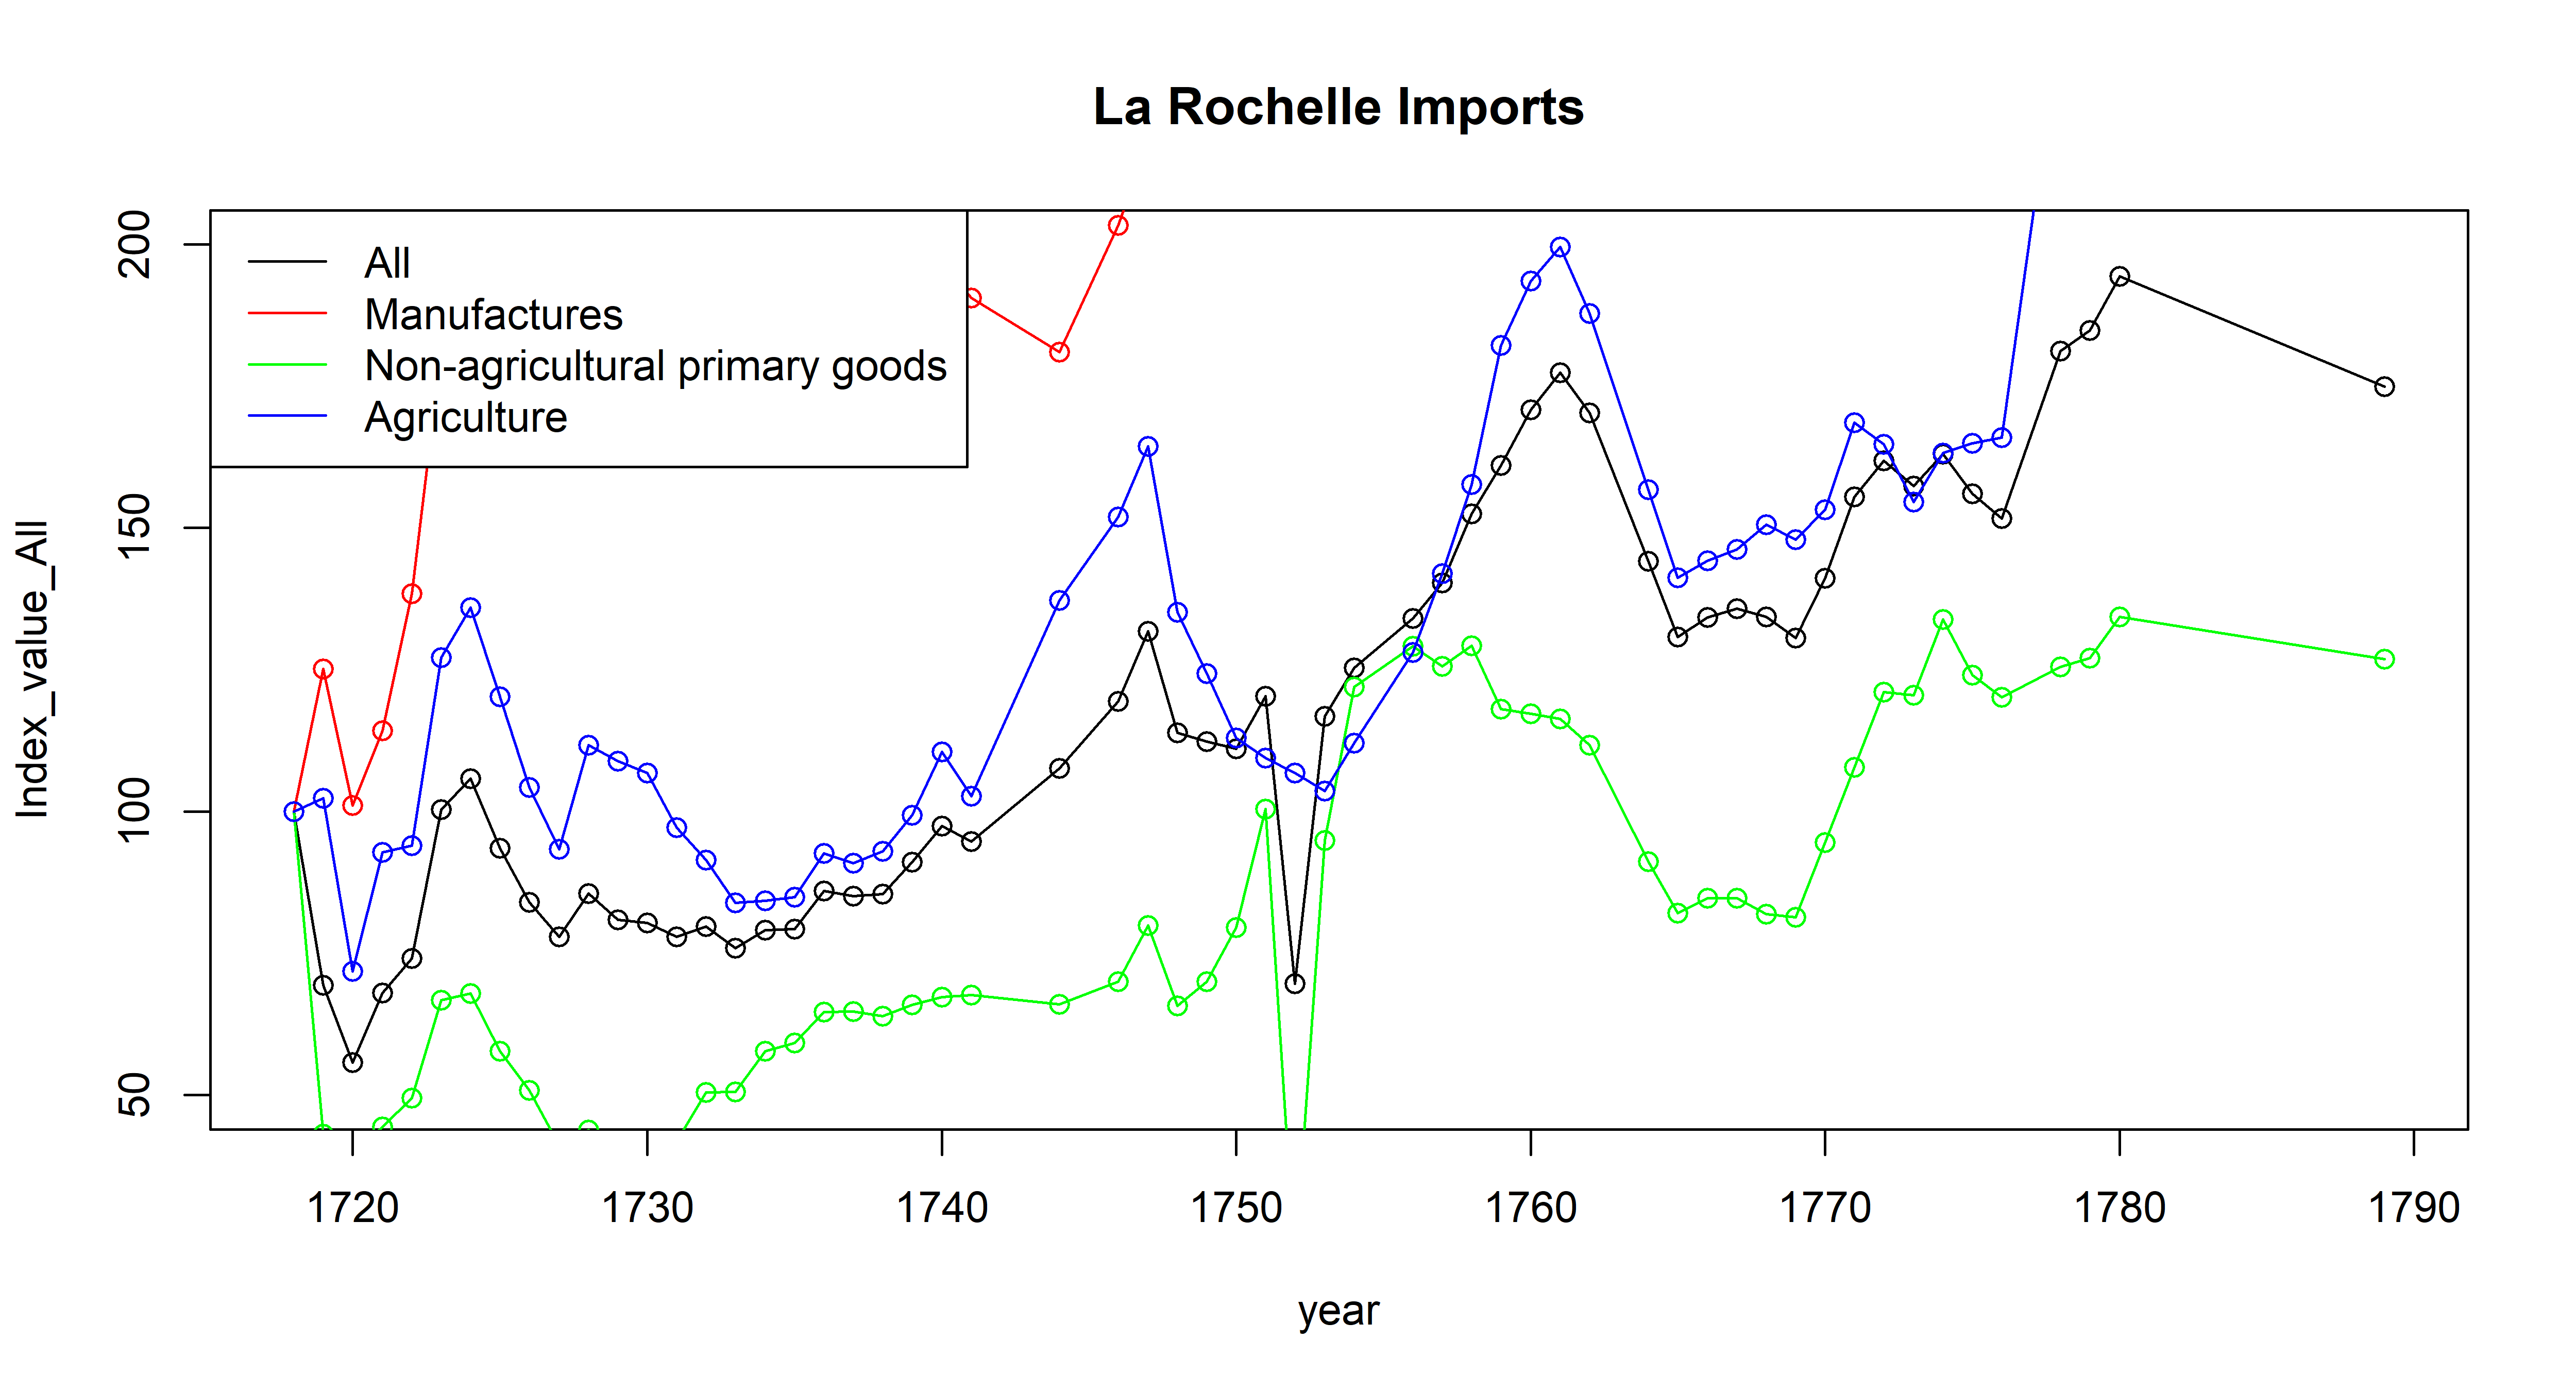 La Rochelle Imports
All
Manufactures
Non-agricultural primary goods
Agriculture
Index_value_All
200
150
100
50
1720 1730 1740 1750 1760 1770 1780 1790
year